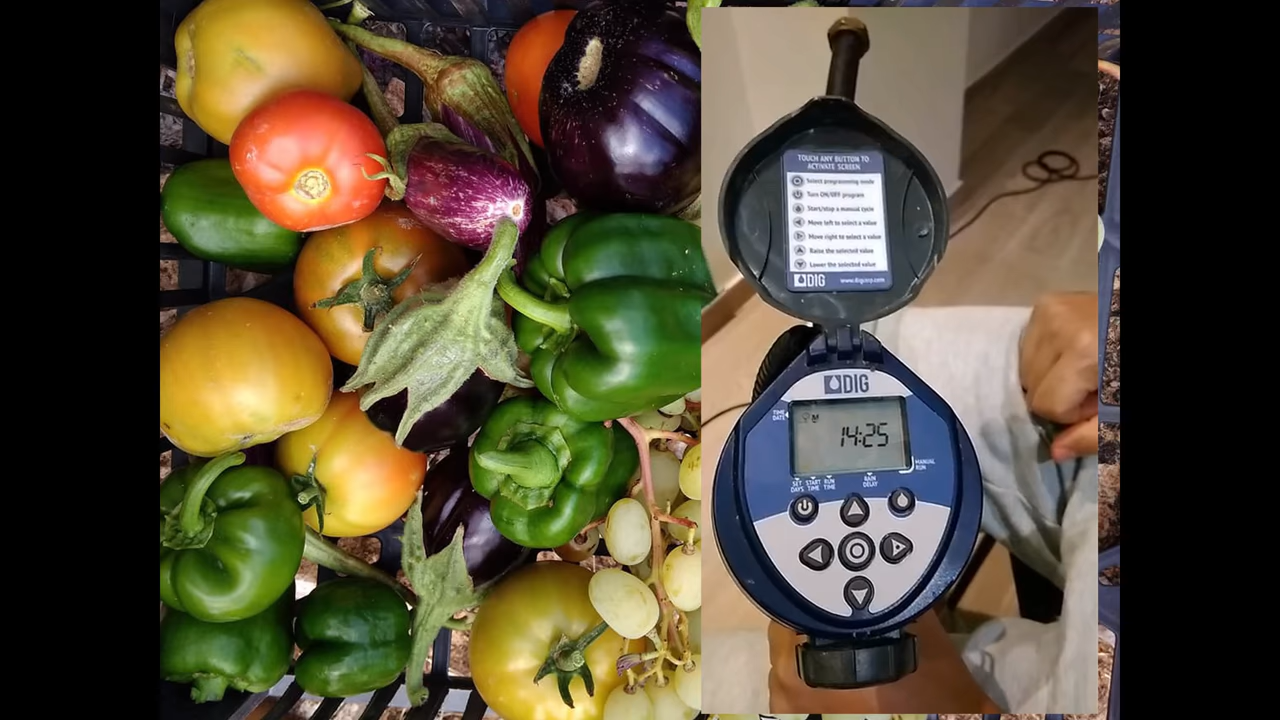 TOUCH ANY BUTTON TO
ACTIVATE SCREEN
Select programming mode
Turn ON/OFF program
Start/stop a manual cycle
Move left to select a value
Move right to select a value
Raise the selected value
Lower the selected value
DIG
www.digcorp.com
DIG
TIME
DATE
M
14:25
MANUAL
RUN
SET
DAYS
START
TIME
RUN
TIME
RAIN
DELAY